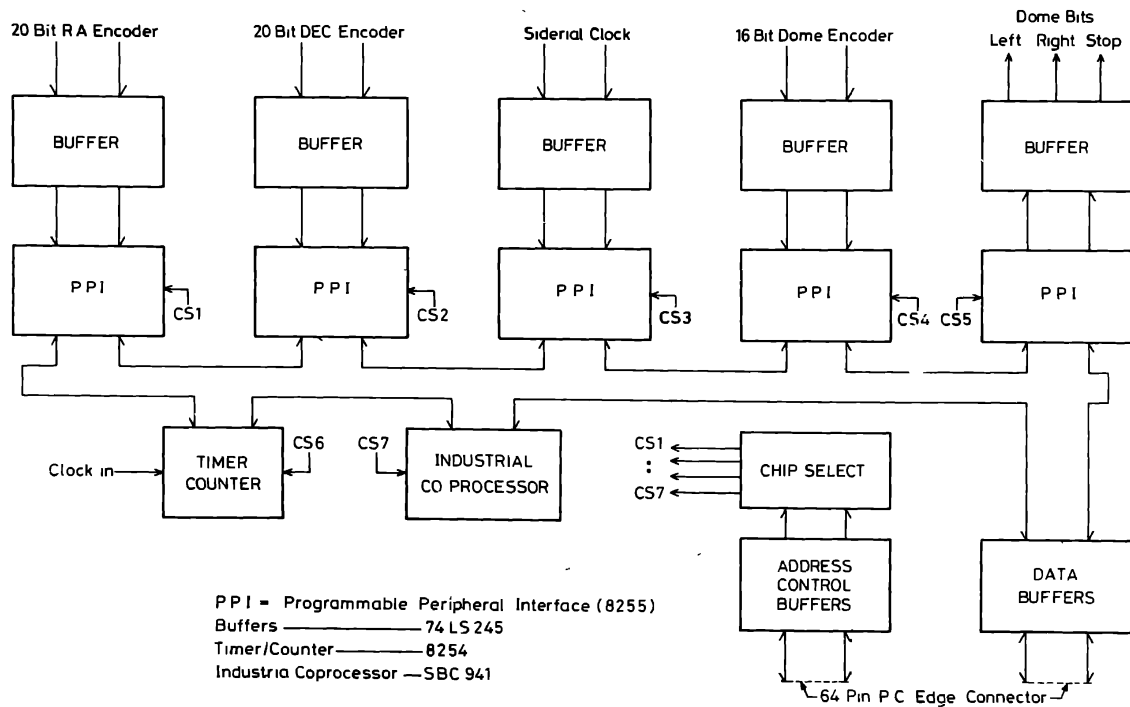 20 Bit R A Encoder
20 Bit DEC Encoder
Siderial Clock
16 Bit Dome Encoder
Dome Bits
Left Right Stop
BUFFER
BUFFER
BUFFER
BUFFER
BUFFER
P P I
CS1
P P I
CS2
P P I
CS3
P P I
CS4
CS5
P P I
Clock in
TIMER
COUNTER
CS6
CS7
INDUSTRIAL
CO PROCESSOR
CS1
:
CS7
CHIP SELECT
ADDRESS
CONTROL
BUFFERS
DATA
BUFFERS
P P I = Programmable Peripheral Interface (8255)
Buffers 74 LS 245
Timer/Counter 8254
Industria Coprocessor — SBC 941
64 Pin P C Edge Connector